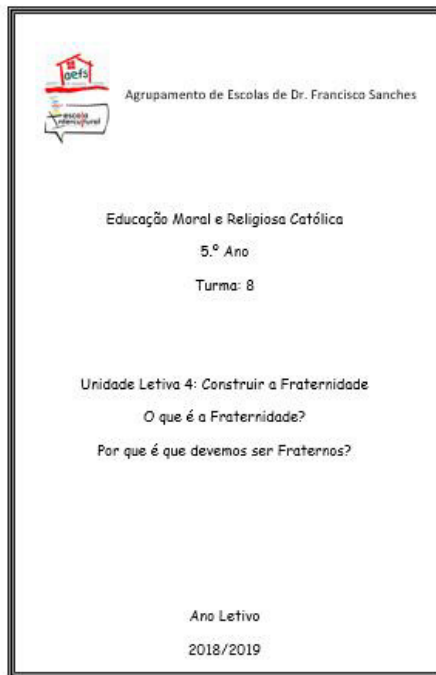 aefs
Agrupamento de Escolas de Dr. Francisco Sanches
escola
intercultural
Educação Moral e Religiosa Católica
5.º Ano
Turma: 8
Unidade Letiva 4: Construir a Fraternidade
O que é a Fraternidade?
Por que é que devemos ser Fraternos?
Ano Letivo
2018/2019